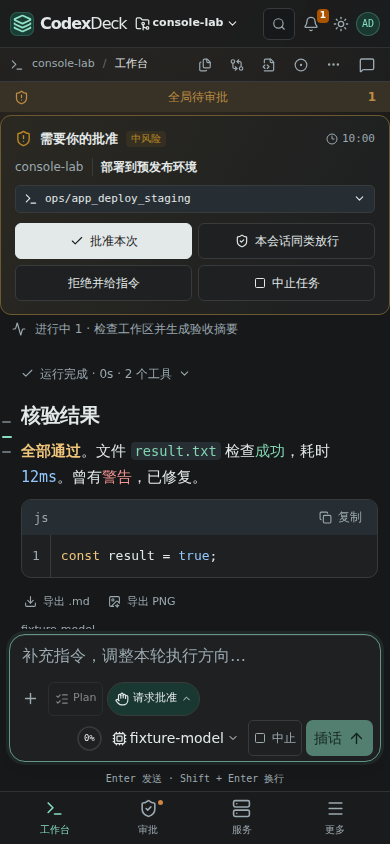 CodexDeck
console-lab
1
AD
console-lab / 工作台
全局待审批
1
需要你的批准
中风险
10:00
console-lab
部署到预发布环境
ops/app_deploy_staging
批准本次
本会话同类放行
拒绝并给指令
中止任务
进行中 1 · 检查工作区并生成验收摘要
运行完成 · 0s · 2 个工具
核验结果
全部通过。文件 result.txt 检查成功，耗时
12ms。曾有警告，已修复。
js
复制
1 const result = true;
导出 .md
导出 PNG
fixture-model
补充指令，调整本轮执行方向…
Plan
请求批准
0%
fixture-model
中止
插话
Enter 发送 · Shift + Enter 换行
工作台
审批
服务
更多